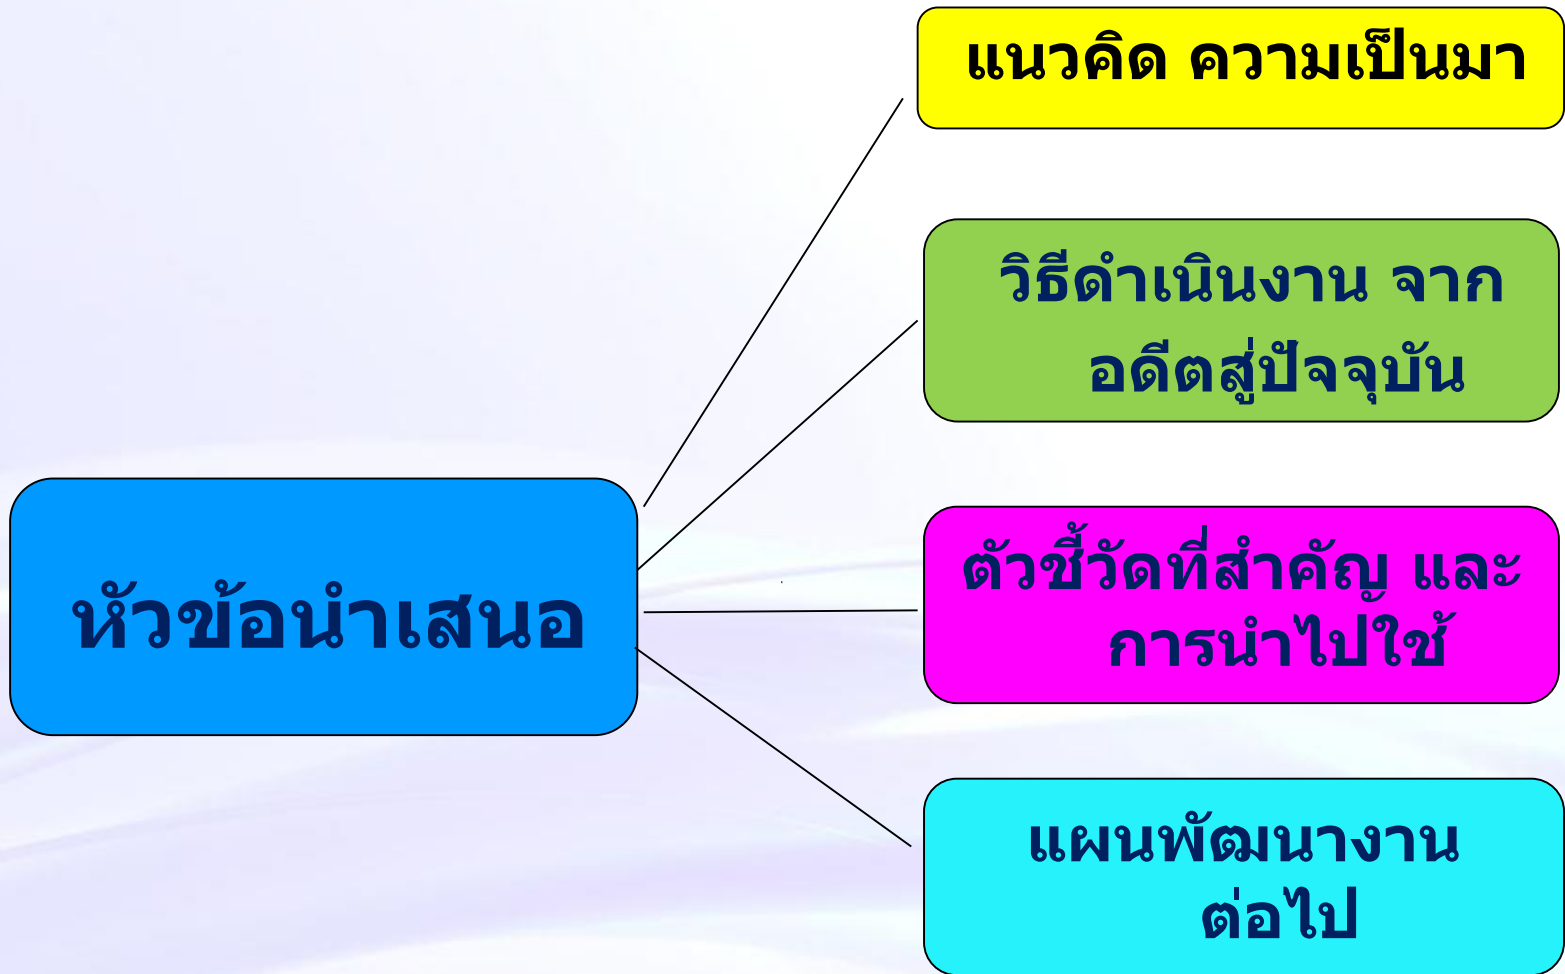 แนวคิด ความเป็นมา
วิธีดำเนินงาน จาก
อดีตสู่ปัจจุบัน
หัวข้อนำเสนอ
ตัวชี้วัดที่สำคัญ และ
การนำไปใช้
แผนพัฒนางาน
ต่อไป